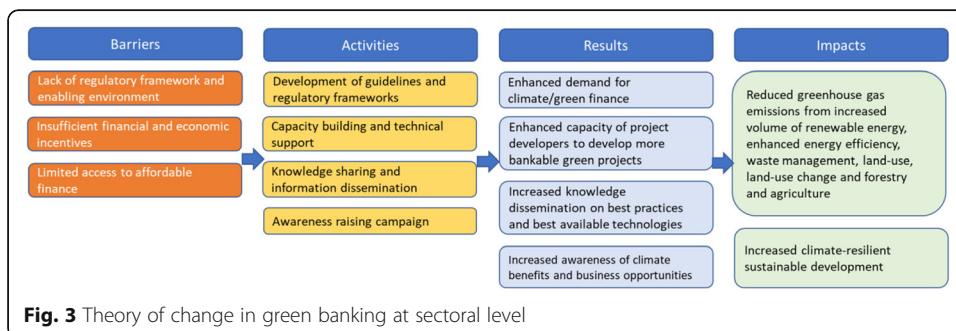 Barriers
Lack of regulatory framework and
enabling environment
Insufficient financial and economic
incentives
Limited access to affordable
finance
Activities
Development of guidelines and
regulatory frameworks
Capacity building and technical
support
Knowledge sharing and
information dissemination
Awareness raising campaign
Results
Enhanced demand for
climate/green finance
Enhanced capacity of project
developers to develop more
bankable green projects
Increased knowledge
dissemination on best practices
and best available technologies
Increased awareness of climate
benefits and business opportunities
Impacts
Reduced greenhouse gas
emissions from increased
volume of renewable energy,
enhanced energy efficiency,
waste management, land-use,
land-use change and forestry
and agriculture
Increased climate-resilient
sustainable development
Fig. 3 Theory of change in green banking at sectoral level